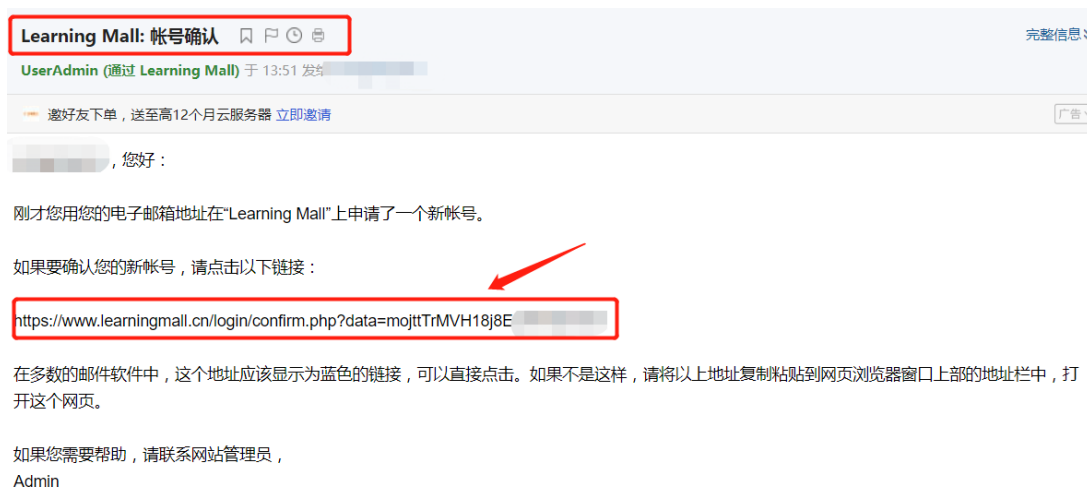 Learning Mall: 帐号确认
完整信息
UserAdmin (通过 Learning Mall) 于 13:51 发给
邀好友下单，送至高12个月云服务器 立即邀请
广告
，您好：
刚才您用您的电子邮箱地址在“Learning Mall”上申请了一个新帐号。
如果要确认您的新帐号，请点击以下链接：
https://www.learningmall.cn/login/confirm.php?data=mojttTrMVH18j8E
在多数的邮件软件中，这个地址应该显示为蓝色的链接，可以直接点击。如果不是这样，请将以上地址复制粘贴到网页浏览器窗口上部的地址栏中，打
开这个网页。
如果您需要帮助，请联系网站管理员，
Admin